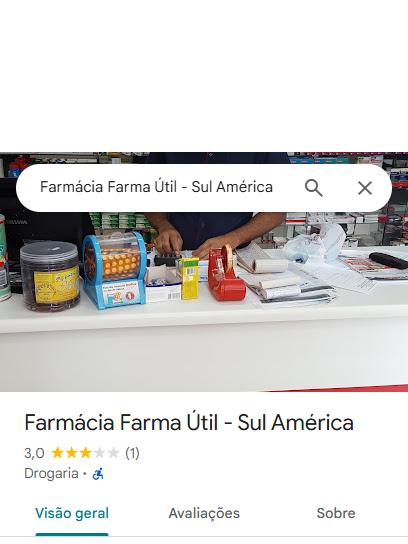 Farmácia Farma Útil - Sul América
Farmácia Farma Útil - Sul América
3,0 (1)
Drogaria ·
Visão geral
Avaliações
Sobre